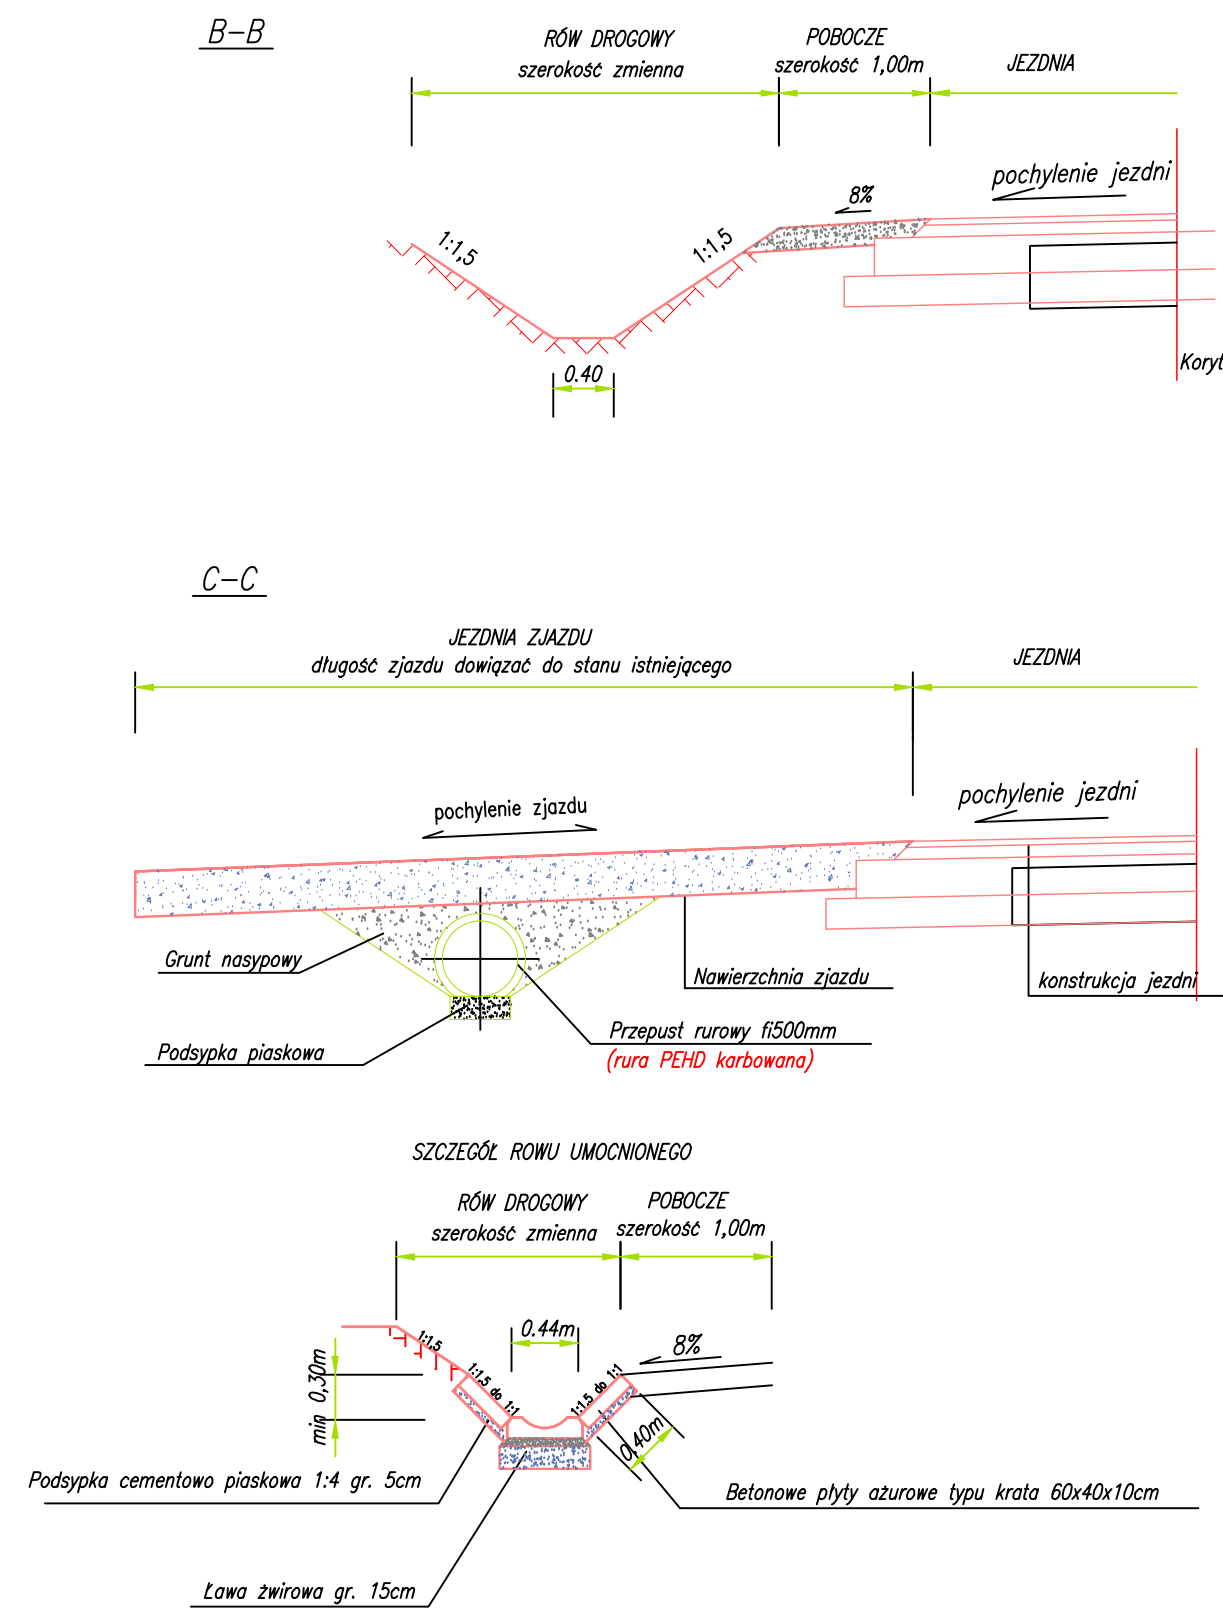 B-B
RÓW DROGOWY
szerokość zmienna
POBOCZE
szerokość 1,00m
JEZDNIA
pochylenie jezdni
8%
1:1,5
1:1,5
0.40
Koryt
C-C
JEZDNIA ZJAZDU
długość zjazdu dowiązać do stanu istniejącego
JEZDNIA
pochylenie zjazdu
pochylenie jezdni
Grunt nasypowy
Nawierzchnia zjazdu
konstrukcja jezdni
Podsypka piaskowa
Przepust rurowy fi500mm
(rura PEHD karbowana)
SZCZEGÓŁ ROWU UMOCNIONEGO
RÓW DROGOWY
szerokość zmienna
POBOCZE
szerokość 1,00m
0.44m
8%
1:1,5
1:1,5 do 1:1
1:1,5 do 1:1
min 0,30m
0.40m
Podsypka cementowo piaskowa 1:4 gr. 5cm
Betonowe płyty ażurowe typu krata 60x40x10cm
Ława żwirowa gr. 15cm